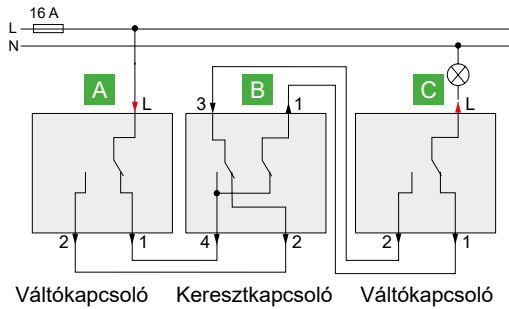 16 A
L
N
A L 3 B 1 C L
2 1 4 2 2 1
Váltókapcsoló Keresztkapcsoló Váltókapcsoló